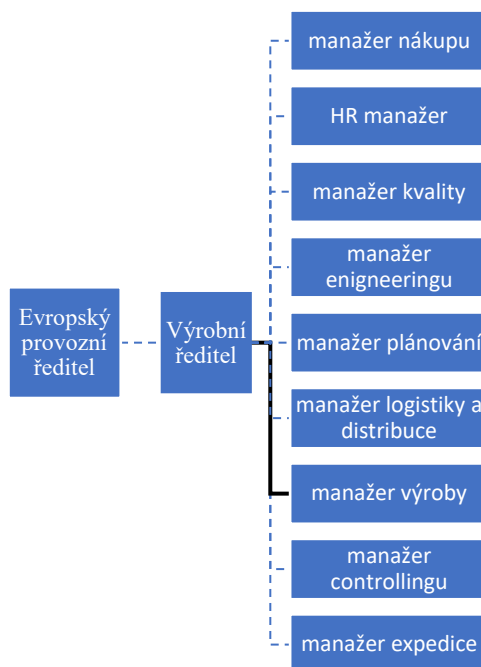 manažer nákupu
HR manažer
manažer kvality
manažer
enigneeringu
Evropský
provozní
ředitel
Výrobní
ředitel
manažer plánování
manažer logistiky a
distribuce
manažer výroby
manažer
controllingu
manažer expedice